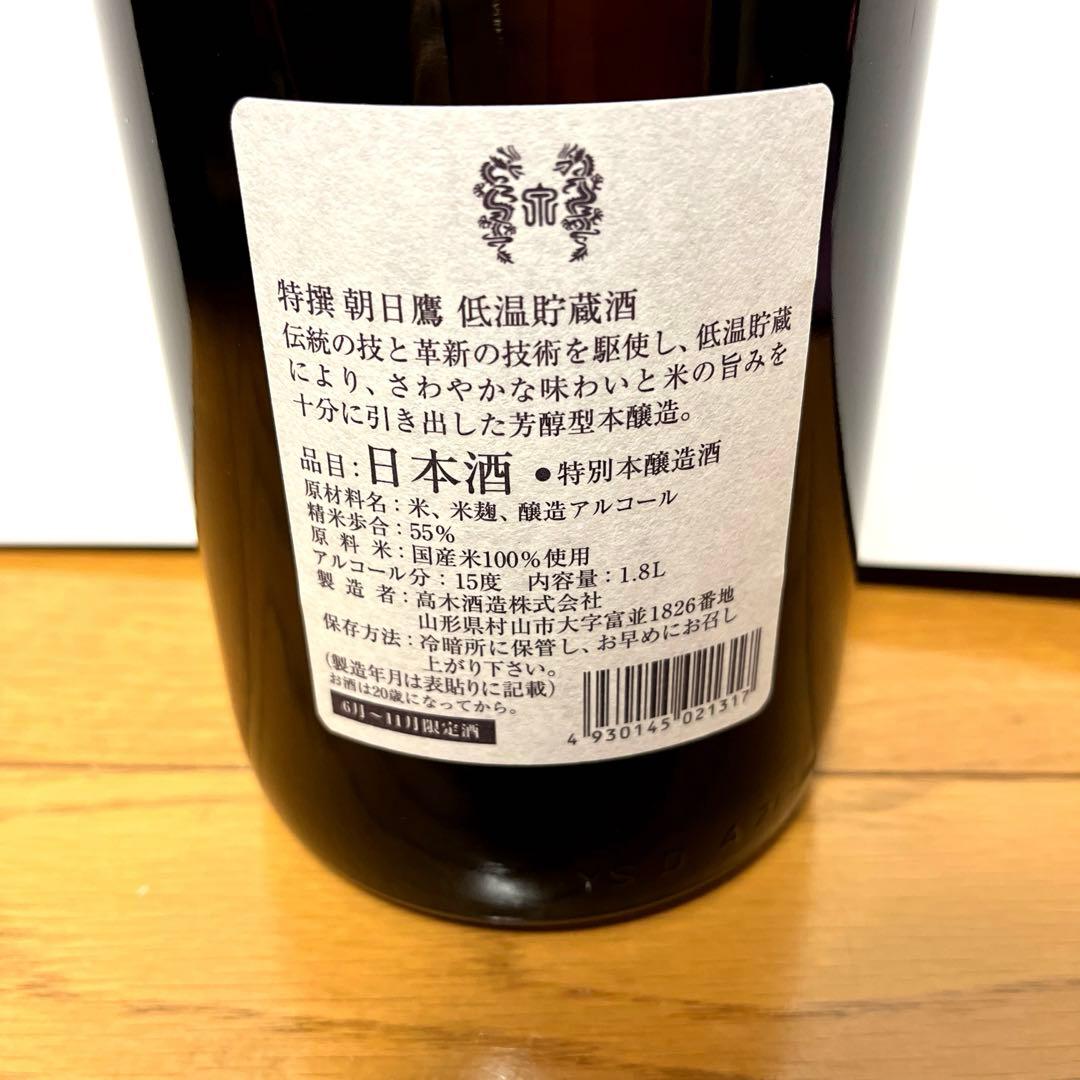 特撰 朝日鷹 低温貯蔵酒
伝統の技と革新の技術を駆使し、低温貯蔵
により、さわやかな味わいと米の旨みを
十分に引き出した芳醇型本醸造。
品目：日本酒 ●特別本醸造酒
原材料名：米、米麹、醸造アルコール
精米歩合：55%
原料米：国産米100%使用
アルコール分：15度 内容量：1.8L
製造者：高木酒造株式会社
山形県村山市大字富並1826番地
保存方法：冷暗所に保管し、お早めにお召し
上がり下さい。
（製造年月は表貼りに記載）
お酒は20歳になってから。
6月〜11月限定酒
4 930145 021317